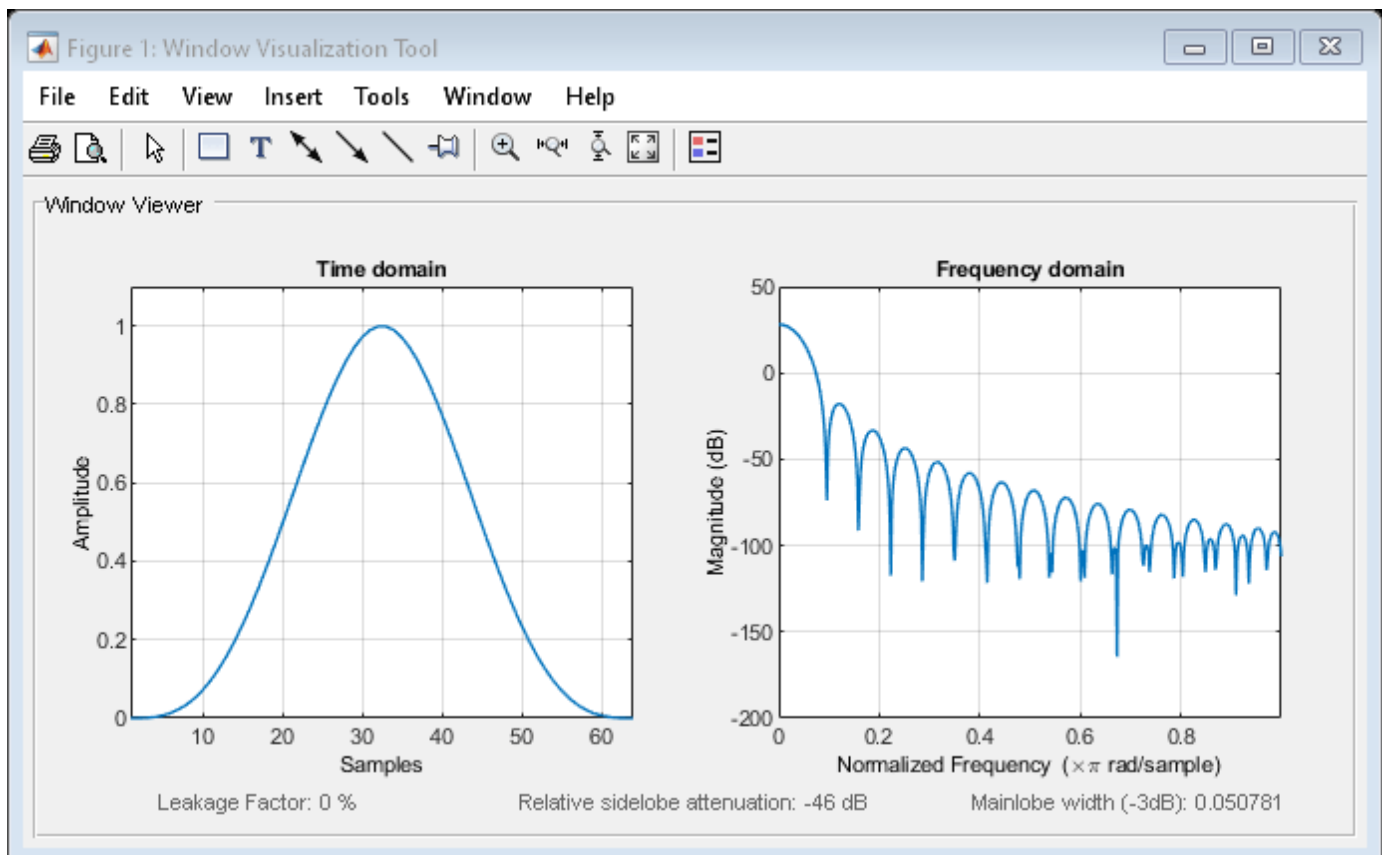 Figure 1: Window Visualization Tool
File Edit View Insert Tools Window Help
T
Window Viewer
Time domain
Amplitude
1
0.8
0.6
0.4
0.2
0
10 20 30 40 50 60
Samples
Frequency domain
Magnitude (dB)
50
0
-50
-100
-150
-200
0 0.2 0.4 0.6 0.8
Normalized Frequency (×π rad/sample)
Leakage Factor: 0 % Relative sidelobe attenuation: -46 dB Mainlobe width (-3dB): 0.050781